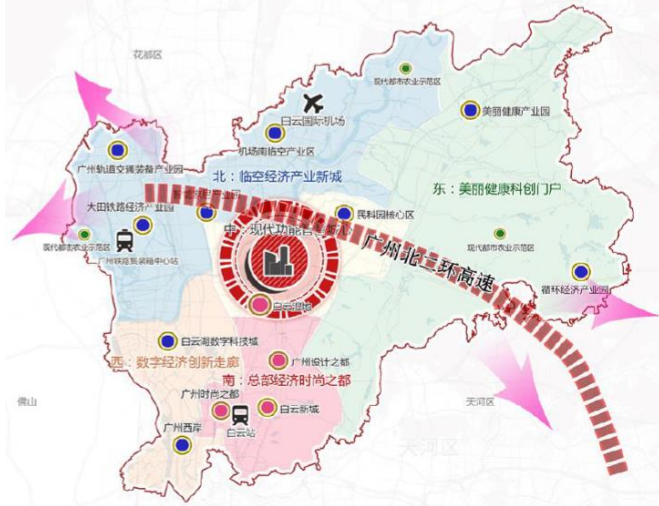 花都区
现代都市农业示范区
白云国际机场
美丽健康产业园
机场南临空产业区
广州轨道交通装备产业园
北：临空经济产业新城
东：美丽健康科创门户
大田铁路经济产业园
民科园核心区
中：现代功能
现代都市农业示范区
广州铁路集装箱中心站
广州北二环高速
现代都市农业示范区
循环经济产业园
白云湖数字科技城
西：数字经济创新走廊
广州设计之都
南：总部经济时尚之都
广州时尚之都
白云新城
佛山
天河区
广州西岸
白云站
天河区